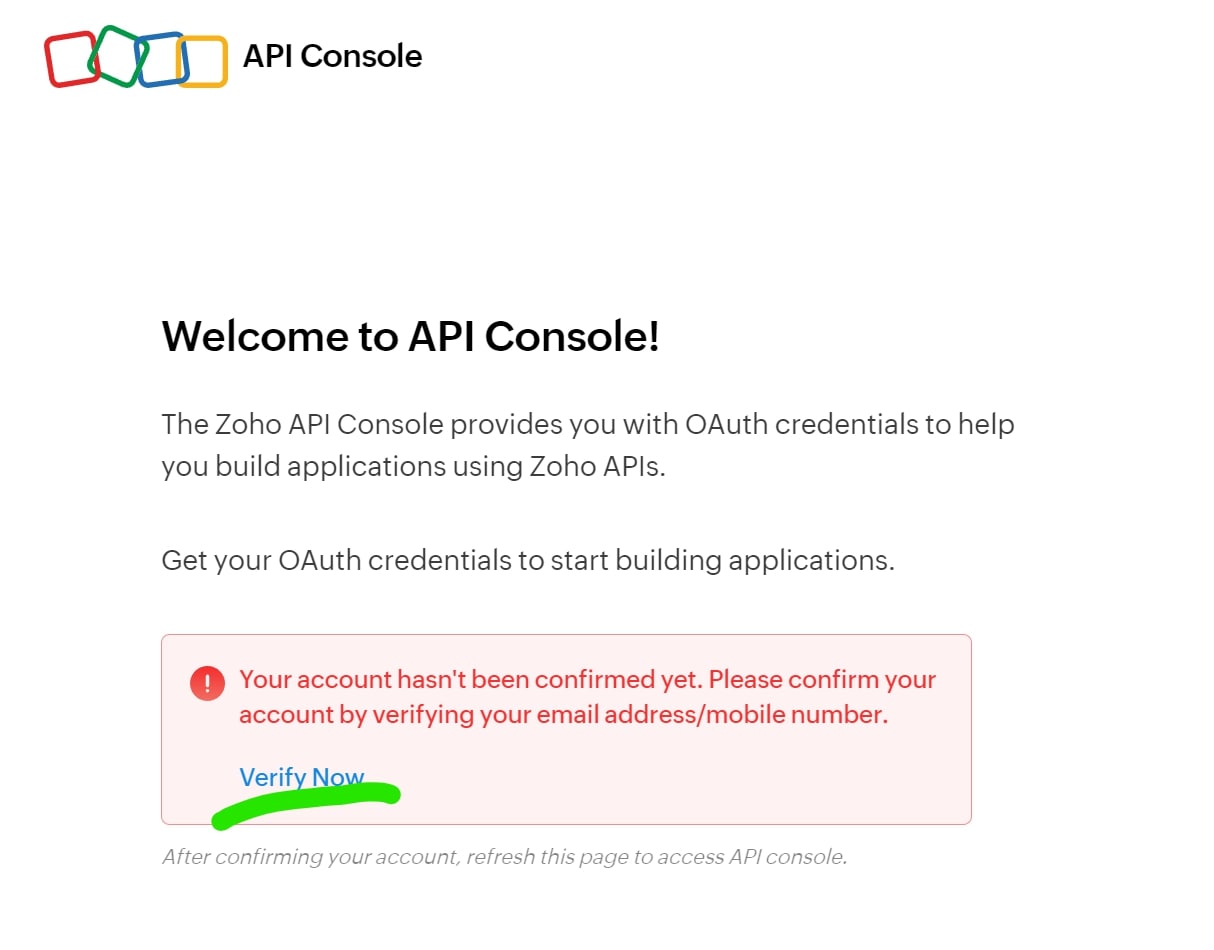 API Console
Welcome to API Console!
The Zoho API Console provides you with OAuth credentials to help
you build applications using Zoho APIs.
Get your OAuth credentials to start building applications.
Your account hasn't been confirmed yet. Please confirm your
account by verifying your email address/mobile number.
Verify Now
After confirming your account, refresh this page to access API console.